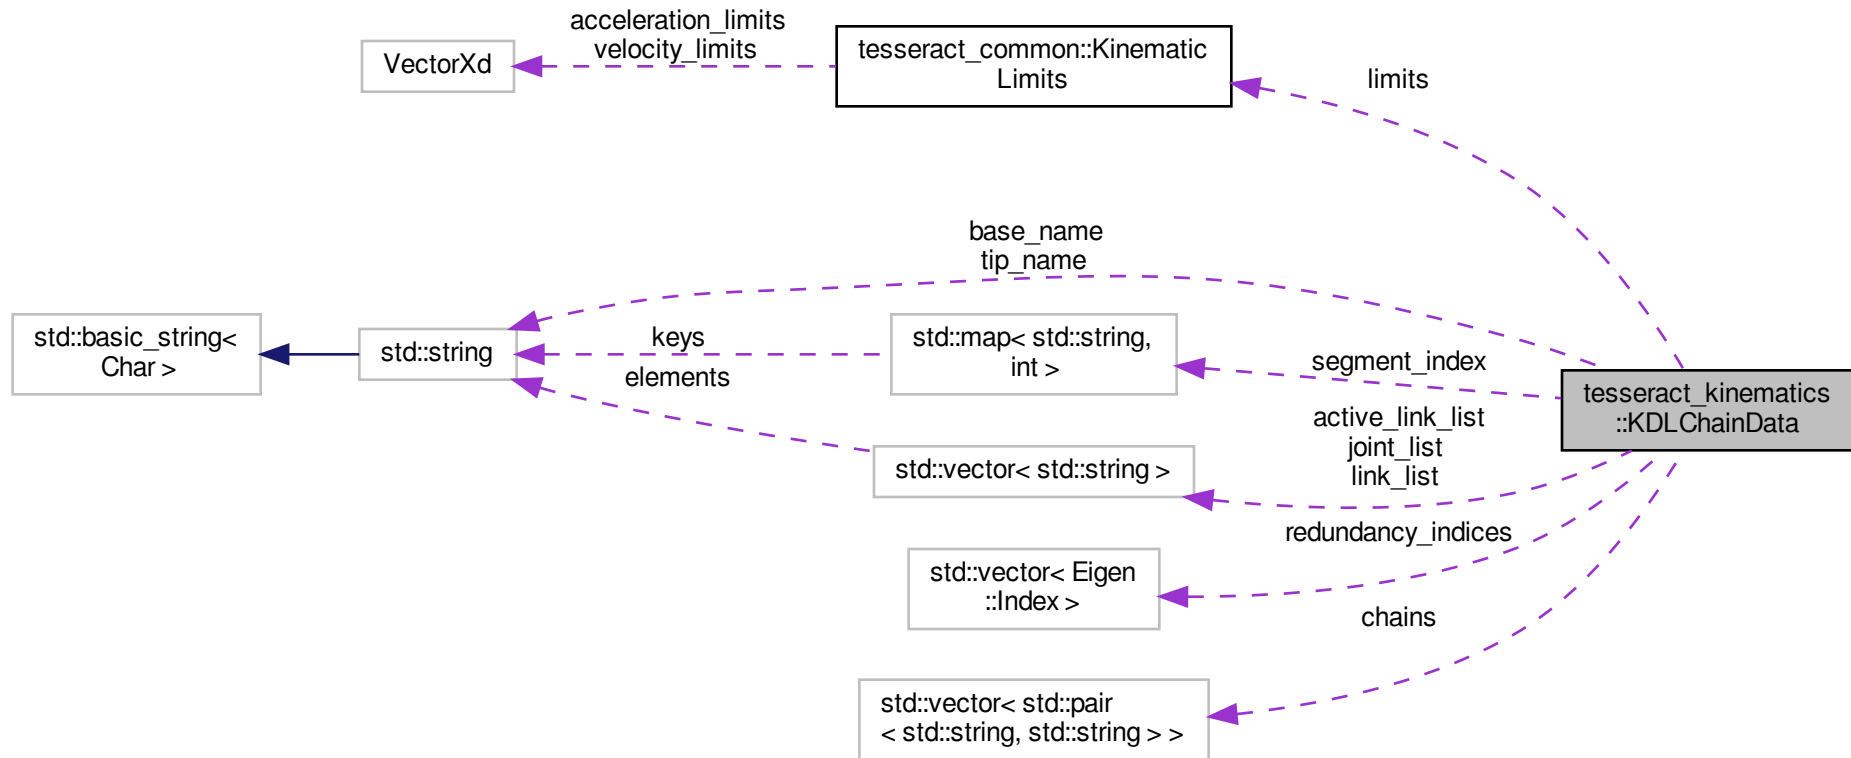 acceleration_limits
velocity_limits
VectorXd
tesseract_common::Kinematic
Limits
limits
base_name
tip_name
std::basic_string<
Char >
std::string
keys
elements
std::map< std::string,
int >
segment_index
tesseract_kinematics
::KDLChainData
active_link_list
joint_list
link_list
std::vector< std::string >
redundancy_indices
std::vector< Eigen
::Index >
chains
std::vector< std::pair
< std::string, std::string > >